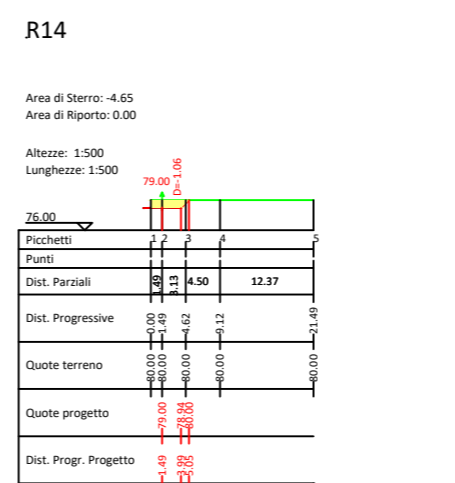 R14
Area di Sterro: -4.65
Area di Riporto: 0.00
Altezze: 1:500
Lunghezze: 1:500
79.00 D=-1.06
76.00
Picchetti 1 2 3 4 5
Punti
Dist. Parziali 1.49 3.13 4.50 12.37
Dist. Progressive 0.00 1.49 4.62 9.12 21.49
Quote terreno 80.00 80.00 80.00 80.00 80.00
Quote progetto 79.00 78.94 80.00
Dist. Progr. Progetto 1.49 3.99 5.05